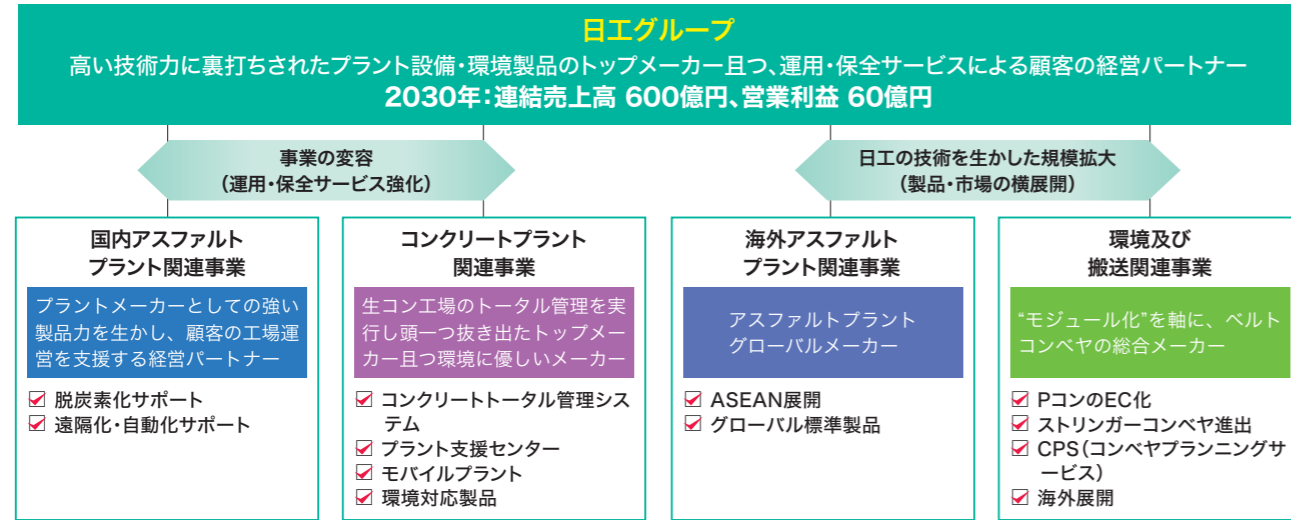 日工グループ
高い技術力に裏打ちされたプラント設備・環境製品のトップメーカー且つ、運用・保全サービスによる顧客の経営パートナー
2030年：連結売上高 600億円、営業利益 60億円
事業の変容
（運用・保全サービス強化）
日工の技術を生かした規模拡大
（製品・市場の横展開）
国内アスファルト
プラント関連事業
プラントメーカーとしての強い
製品力を生かし、顧客の工場運
営を支援する経営パートナー
脱炭素化サポート
遠隔化・自動化サポート
コンクリートプラント
関連事業
生コン工場のトータル管理を実
行し頭一つ抜き出たトップメー
カー且つ環境に優しいメーカー
コンクリートトータル管理シス
テム
プラント支援センター
モバイルプラント
環境対応製品
海外アスファルト
プラント関連事業
アスファルトプラント
グローバルメーカー
ASEAN展開
グローバル標準製品
環境及び
搬送関連事業
“モジュール化”を軸に、ベルト
コンベヤの総合メーカー
PコンのEC化
ストリンガーコンベヤ進出
CPS（コンベヤプランニングサ
ービス）
海外展開